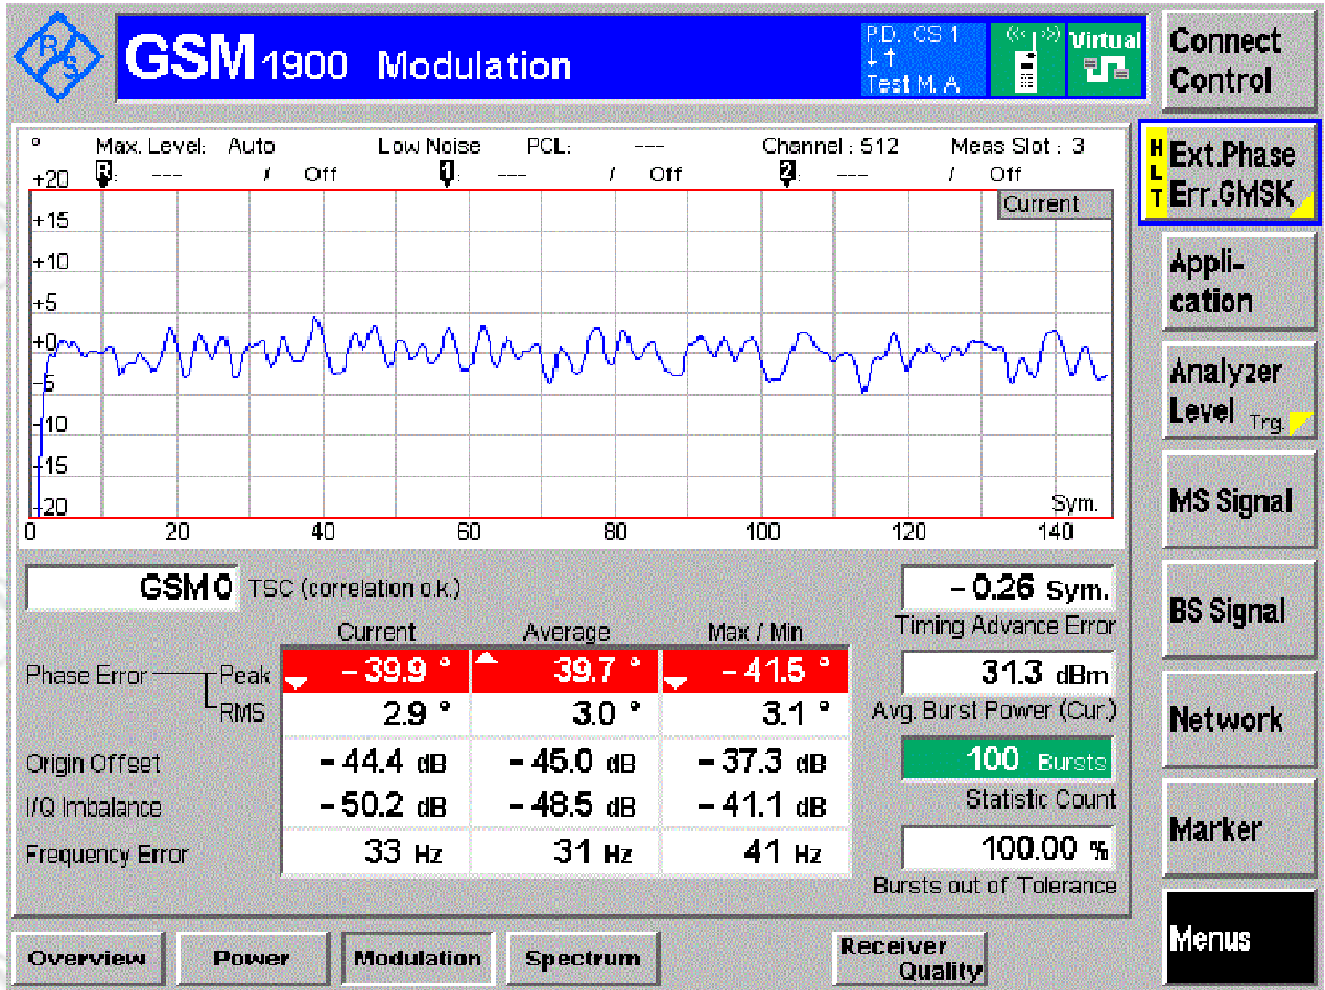 R S
GSM 1900 Modulation
PD. CS 1
Test M. A.
Virtual
Connect Control
° Max. Level: Auto Low Noise PCL: --- Channel : 512 Meas Slot : 3
R : --- / Off 1 : --- / Off 2 : --- / Off
Current
+20
+15
+10
+5
+0
-5
-10
-15
-20
Sym.
0 20 40 60 80 100 120 140
GSM 0 TSC (correlation o.k.)
- 0.26 Sym.
Timing Advance Error
Current Average Max / Min
Phase Error Peak - 39.9 ° 39.7 ° - 41.5 °
31.3 dBm
RMS 2.9 ° 3.0 ° 3.1 °
Avg. Burst Power (Cur.)
Origin Offset - 44.4 dB - 45.0 dB - 37.3 dB
100 Bursts
Statistic Count
I/Q Imbalance - 50.2 dB - 48.5 dB - 41.1 dB
Frequency Error 33 Hz 31 Hz 41 Hz
100.00 %
Bursts out of Tolerance
HLT
Ext.Phase
Err.GMSK
Appli-
cation
Analyzer
Level Trg.
MS Signal
BS Signal
Network
Marker
Menus
Overview Power Modulation Spectrum Receiver
Quality